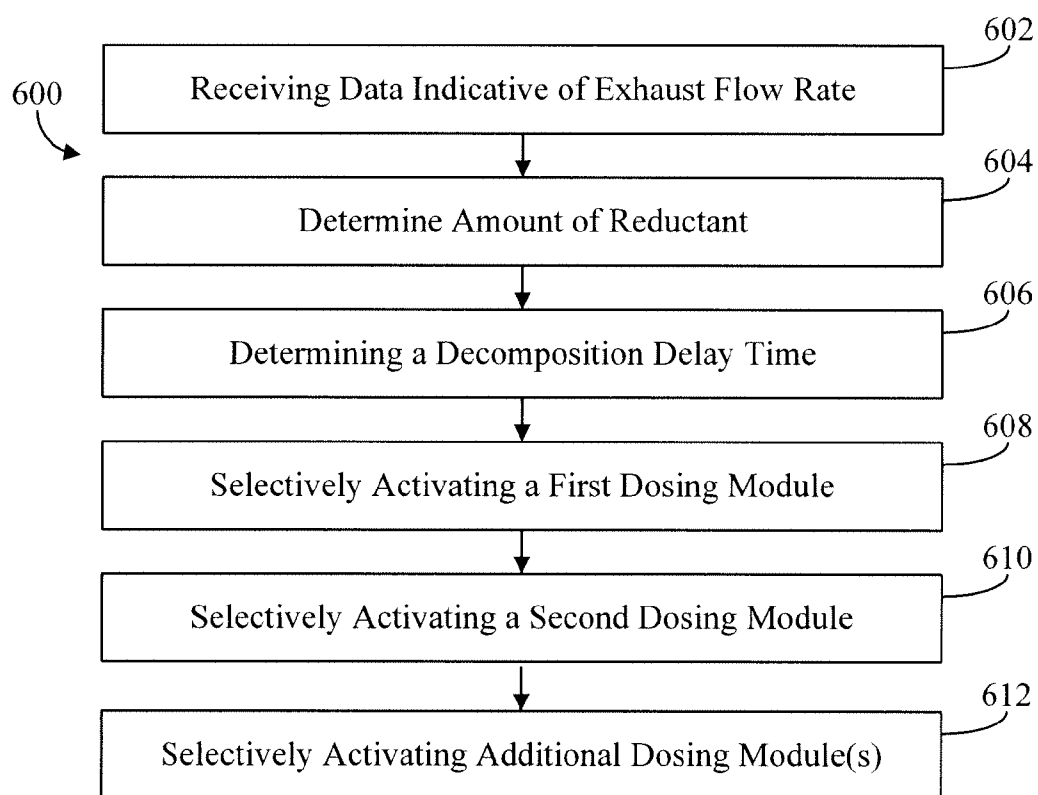 602
Receiving Data Indicative of Exhaust Flow Rate
600
604
Determine Amount of Reductant
606
Determining a Decomposition Delay Time
608
Selectively Activating a First Dosing Module
610
Selectively Activating a Second Dosing Module
612
Selectively Activating Additional Dosing Module(s)